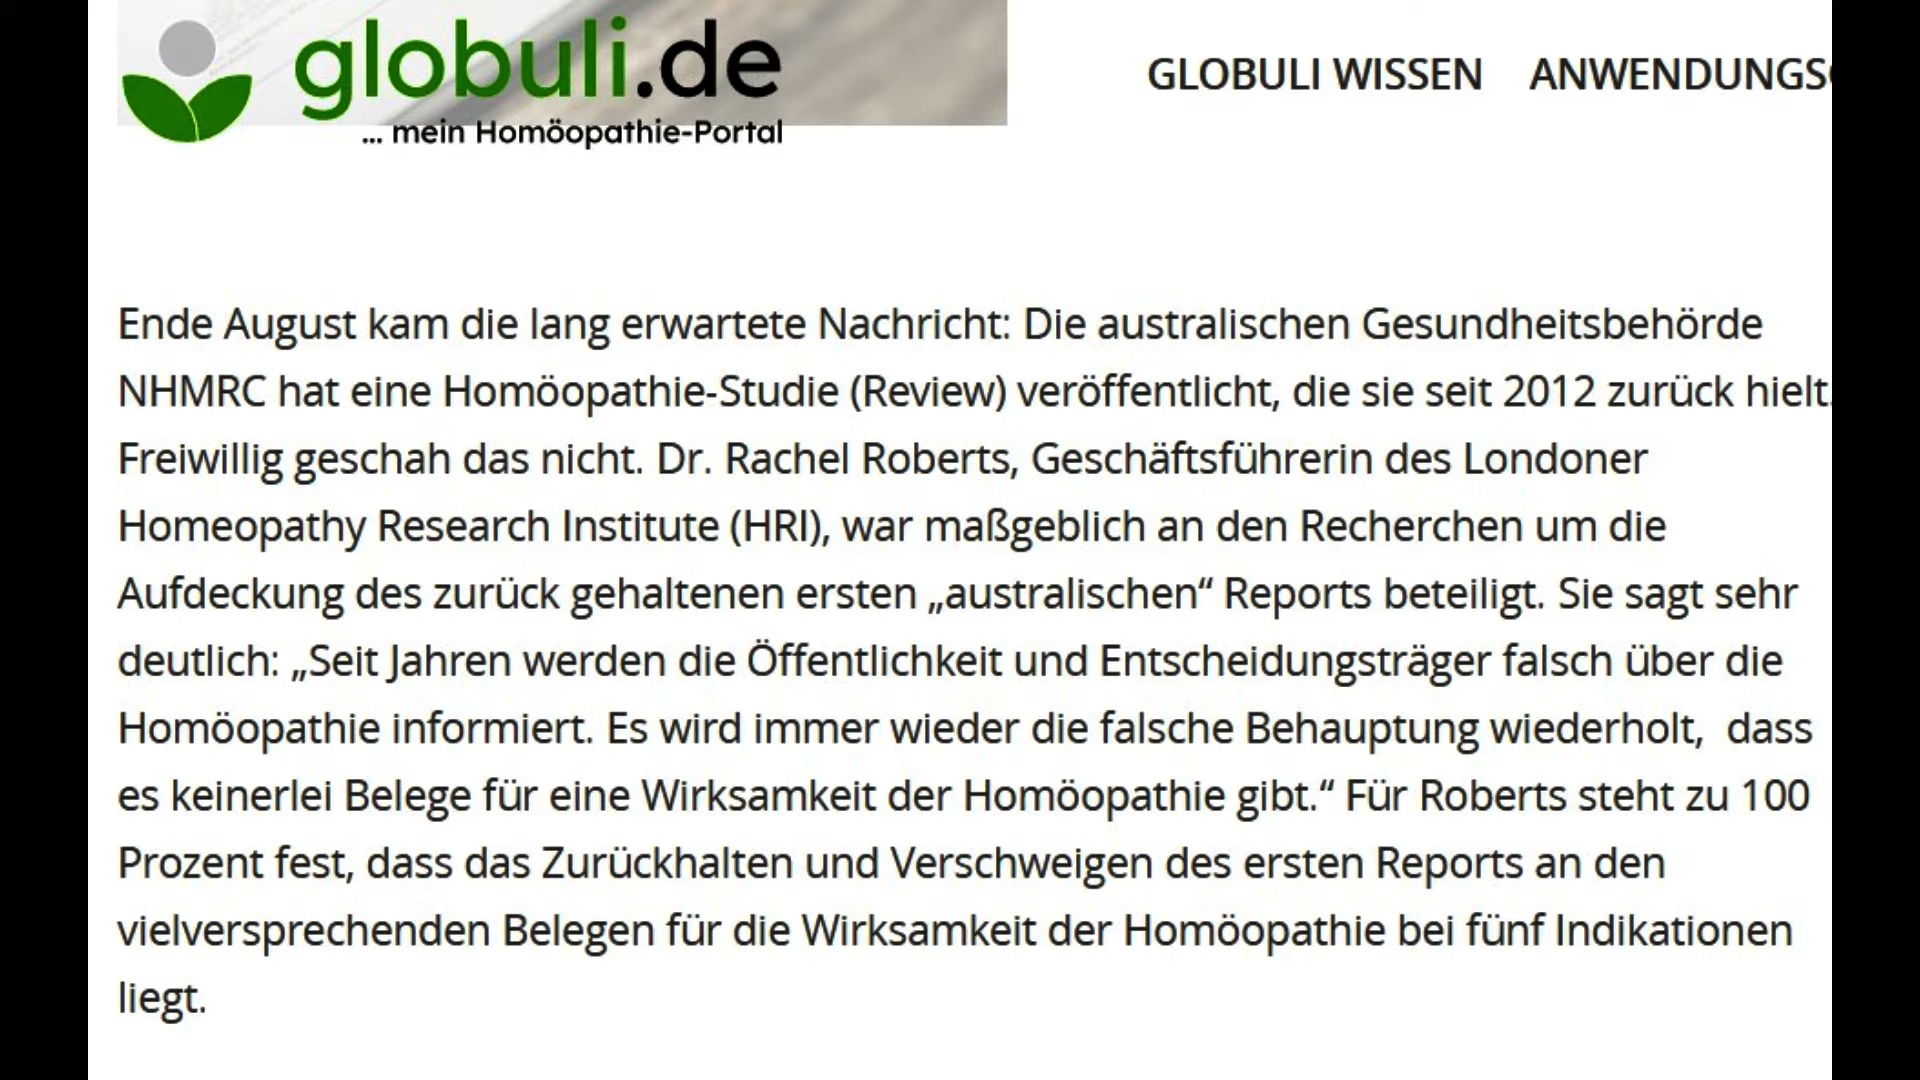 globuli.de
... mein Homöopathie-Portal
GLOBULI WISSEN ANWENDUNGS
Ende August kam die lang erwartete Nachricht: Die australischen Gesundheitsbehörde
NHMRC hat eine Homöopathie-Studie (Review) veröffentlicht, die sie seit 2012 zurück hielt.
Freiwillig geschah das nicht. Dr. Rachel Roberts, Geschäftsführerin des Londoner
Homeopathy Research Institute (HRI), war maßgeblich an den Recherchen um die
Aufdeckung des zurück gehaltenen ersten „australischen“ Reports beteiligt. Sie sagt sehr
deutlich: „Seit Jahren werden die Öffentlichkeit und Entscheidungsträger falsch über die
Homöopathie informiert. Es wird immer wieder die falsche Behauptung wiederholt,  dass
es keinerlei Belege für eine Wirksamkeit der Homöopathie gibt.“ Für Roberts steht zu 100
Prozent fest, dass das Zurückhalten und Verschweigen des ersten Reports an den
vielversprechenden Belegen für die Wirksamkeit der Homöopathie bei fünf Indikationen
liegt.